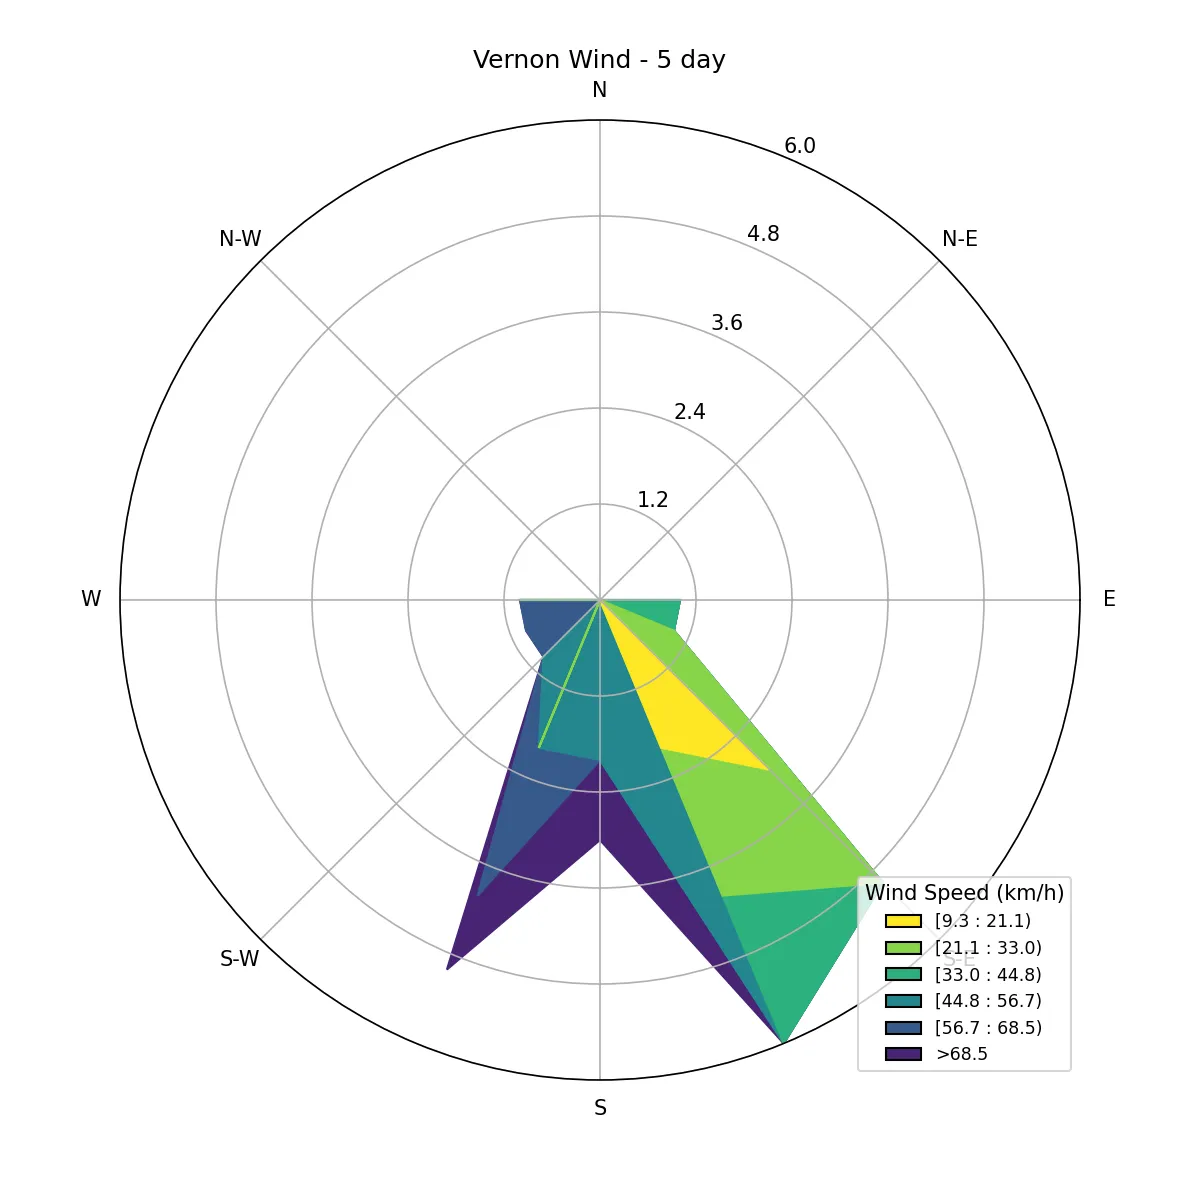 Vernon Wind - 5 day
N
6.0
N-W
4.8
N-E
3.6
2.4
1.2
W
E
Wind Speed (km/h)
[9.3 : 21.1)
[21.1 : 33.0)
S-W
S-E
[33.0 : 44.8)
[44.8 : 56.7)
[56.7 : 68.5)
>68.5
S